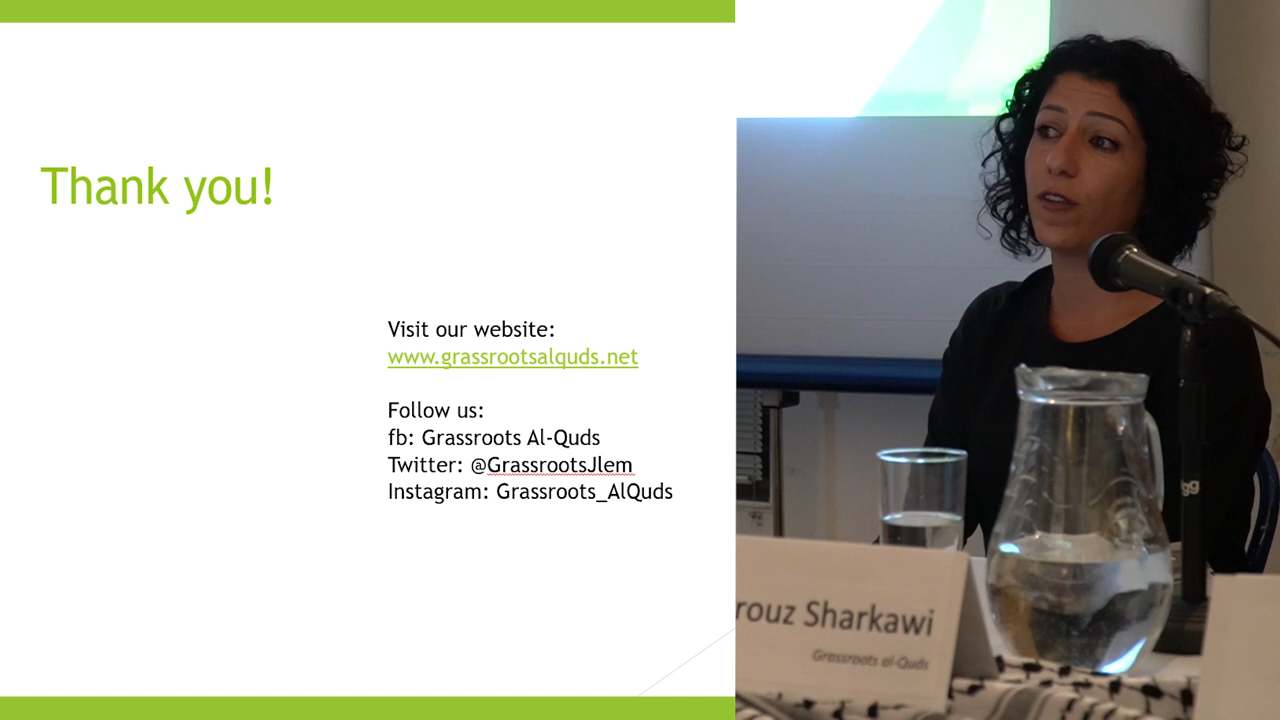 Thank you!
Visit our website:
www.grassrootsalquds.net
Follow us:
fb: Grassroots Al-Quds
Twitter: @GrassrootsJlem
Instagram: Grassroots_AlQuds
rouz Sharkawi
Grassroots al-Quds
gg